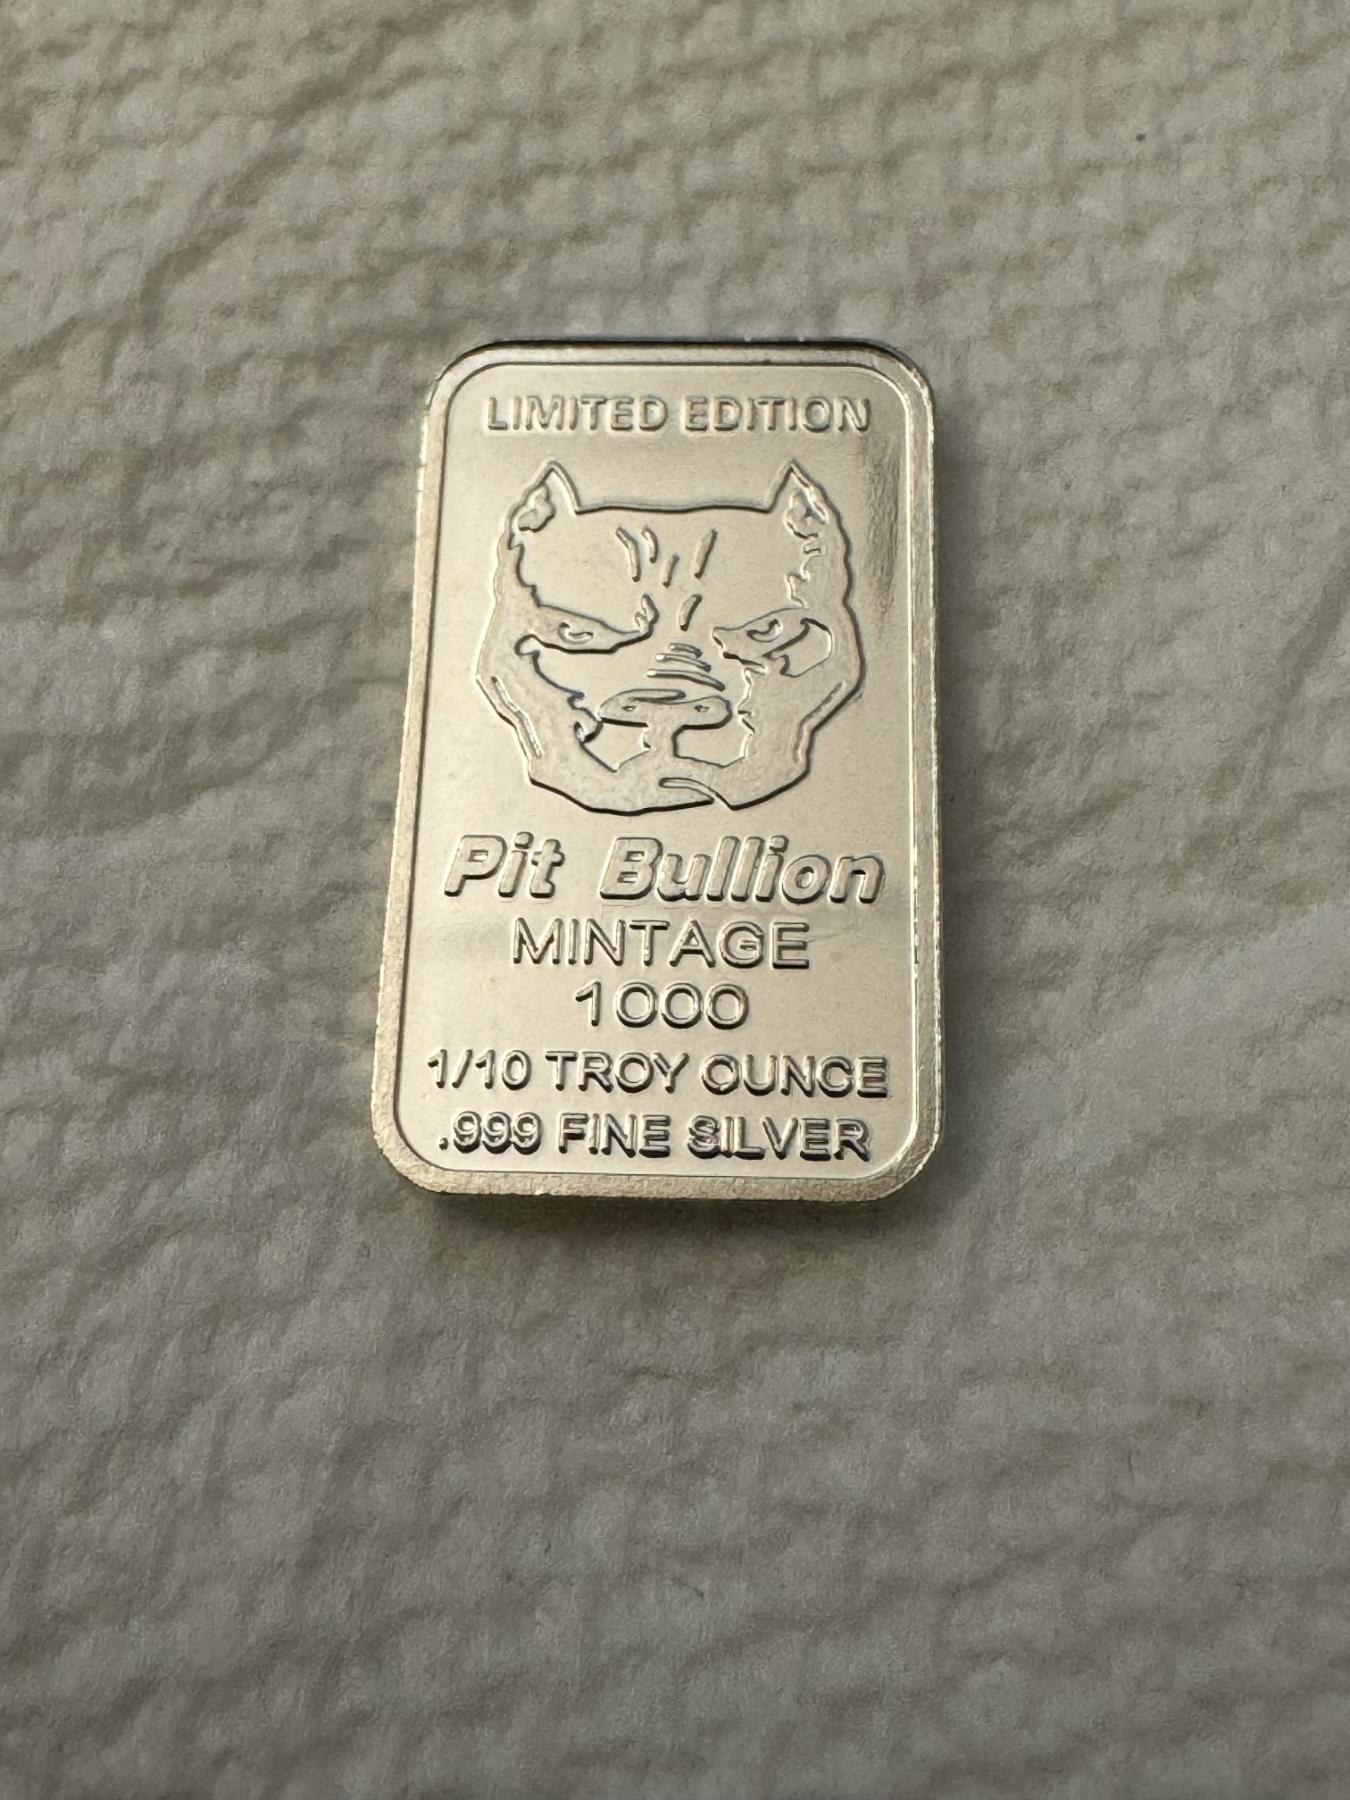 LIMITED EDITION
Pit Bullion
MINTAGE
1000
1/10 TROY OUNCE
.999 FINE SILVER